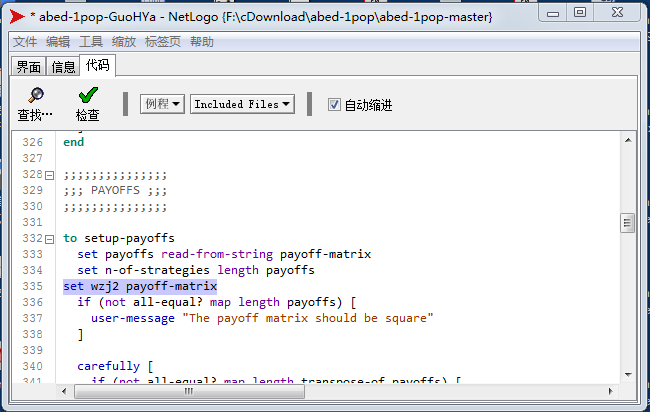 * abed-1pop-GuoHYa - NetLogo {F:\cDownload\abed-1pop\abed-1pop-master}
文件 编辑 工具 缩放 标签页 帮助
界面 信息 代码
查找… 检查 例程 Included Files 自动缩进
326 end
327
328 ;;;;;;;;;;;;;;;
329 ;;; PAYOFFS ;;;
330 ;;;;;;;;;;;;;;;
331
332 to setup-payoffs
333 set payoffs read-from-string payoff-matrix
334 set n-of-strategies length payoffs
335 set wzj2 payoff-matrix
336 if (not all-equal? map length payoffs) [
337 user-message "The payoff matrix should be square"
338 ]
339
340 carefully [
341 if (not all-equal? map length transpose-of payoffs) [